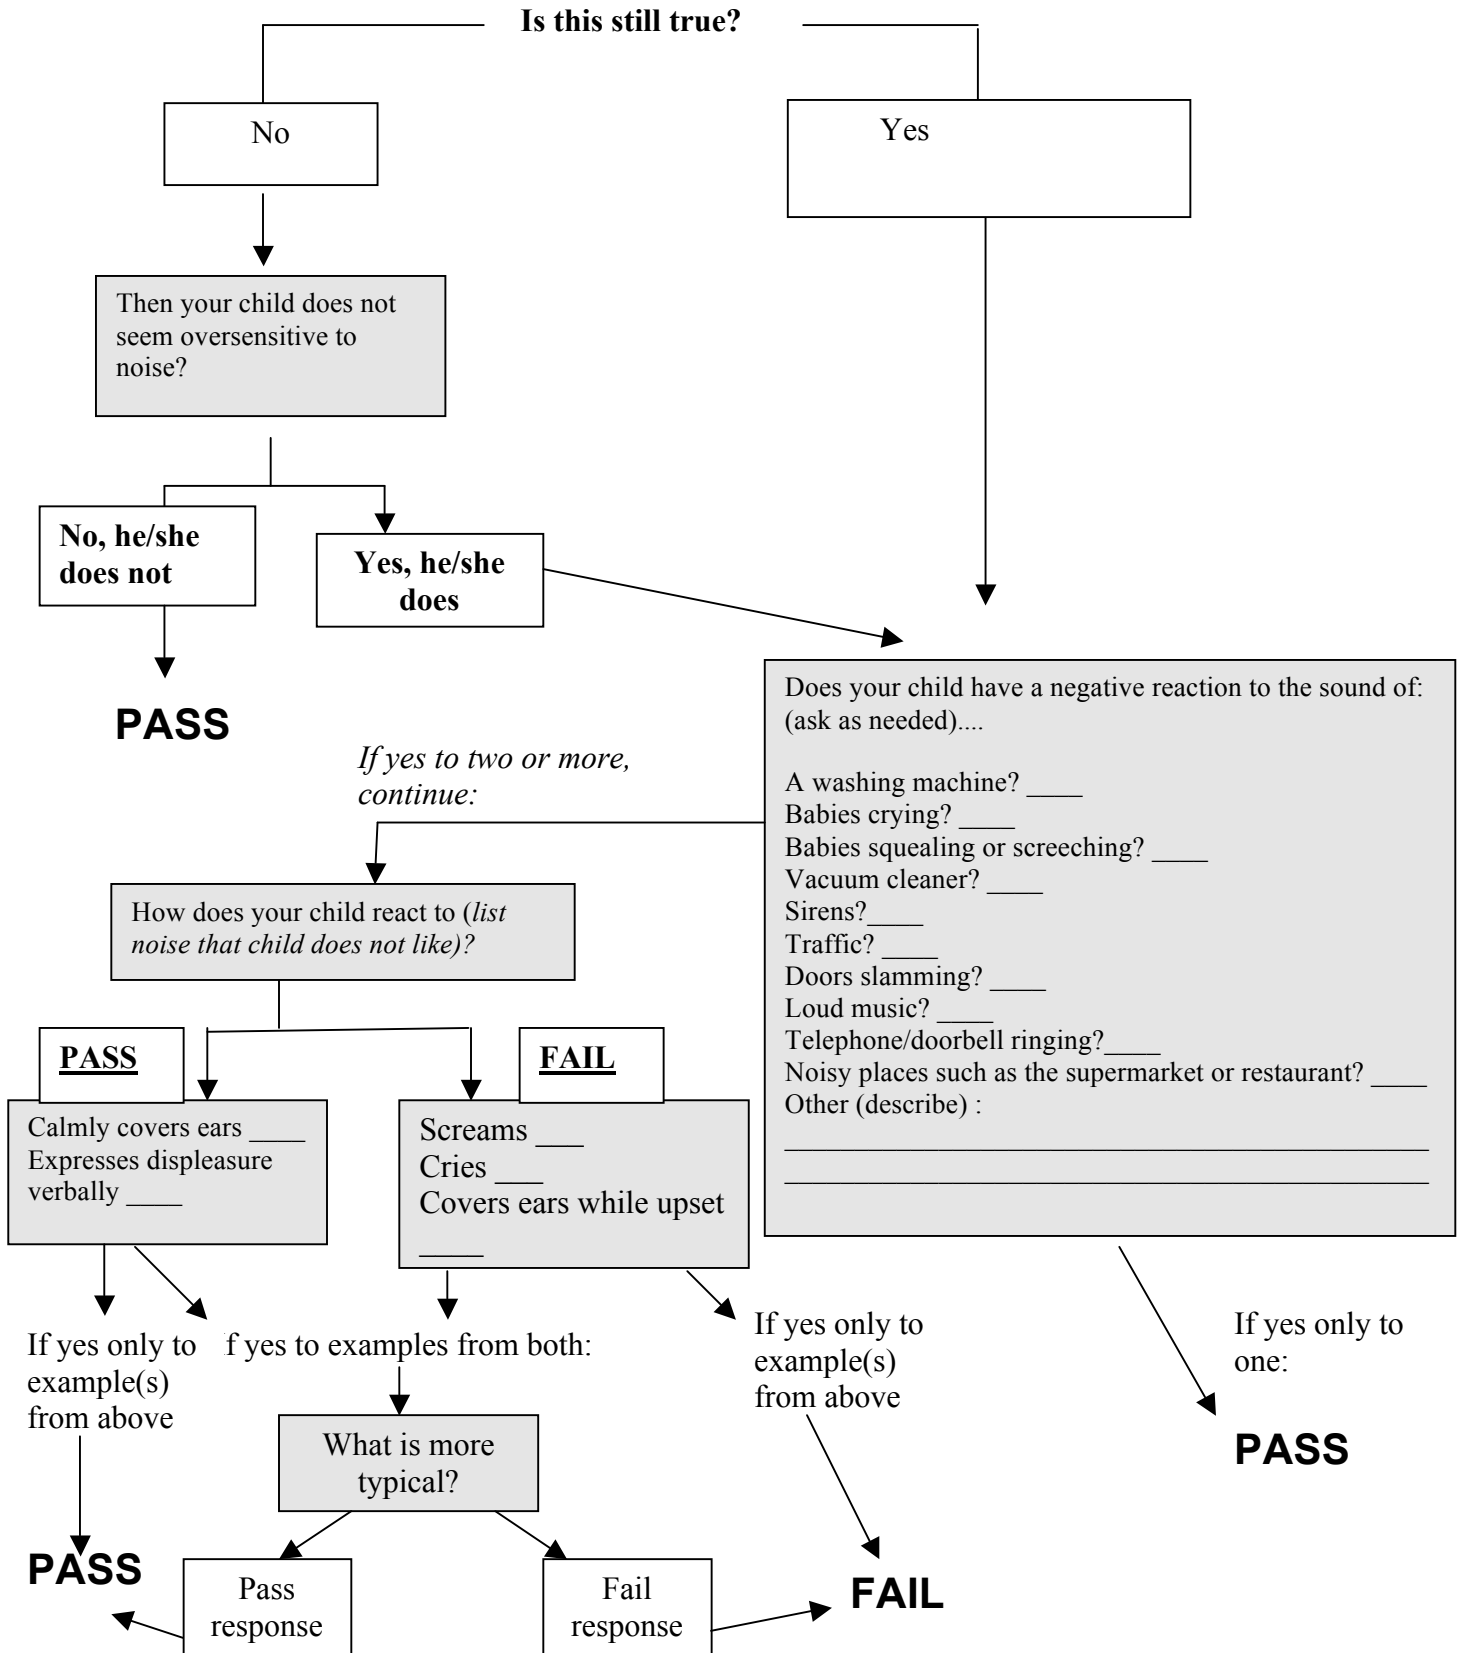 Is this still true?
No
Yes
Then your child does not
seem oversensitive to
noise?
No, he/she
does not
Yes, he/she
does
PASS
Does your child have a negative reaction to the sound of:
(ask as needed)....
A washing machine? ____
Babies crying? ____
Babies squealing or screeching? ____
Vacuum cleaner? ____
Sirens?____
Traffic? ____
Doors slamming? ____
Loud music? ____
Telephone/doorbell ringing?____
Noisy places such as the supermarket or restaurant? ____
Other (describe) :
______________________________________________
______________________________________________
If yes to two or more,
continue:
How does your child react to (list
noise that child does not like)?
PASS
Calmly covers ears ____
Expresses displeasure
verbally ____
FAIL
Screams ___
Cries ___
Covers ears while upset
____
If yes only to
example(s)
from above
f yes to examples from both:
If yes only to
example(s)
from above
If yes only to
one:
What is more
typical?
PASS
PASS
Pass
response
Fail
response
FAIL